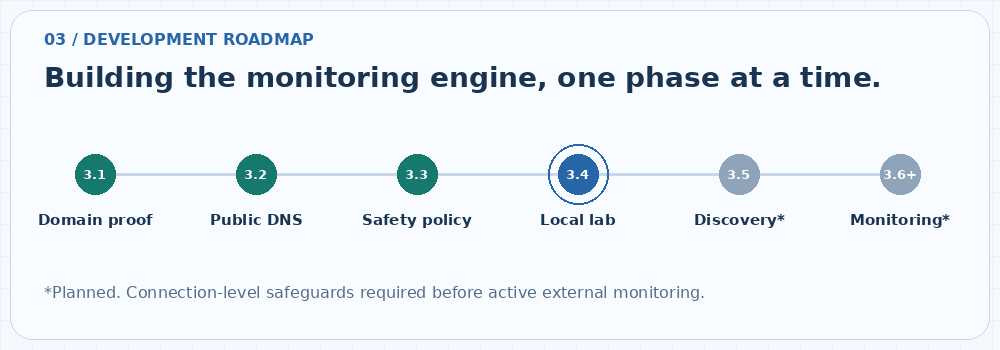 03 / DEVELOPMENT ROADMAP
Building the monitoring engine, one phase at a time.
3.1 3.2 3.3 3.4 3.5 3.6+
Domain proof Public DNS Safety policy Local lab Discovery* Monitoring*
*Planned. Connection-level safeguards required before active external monitoring.